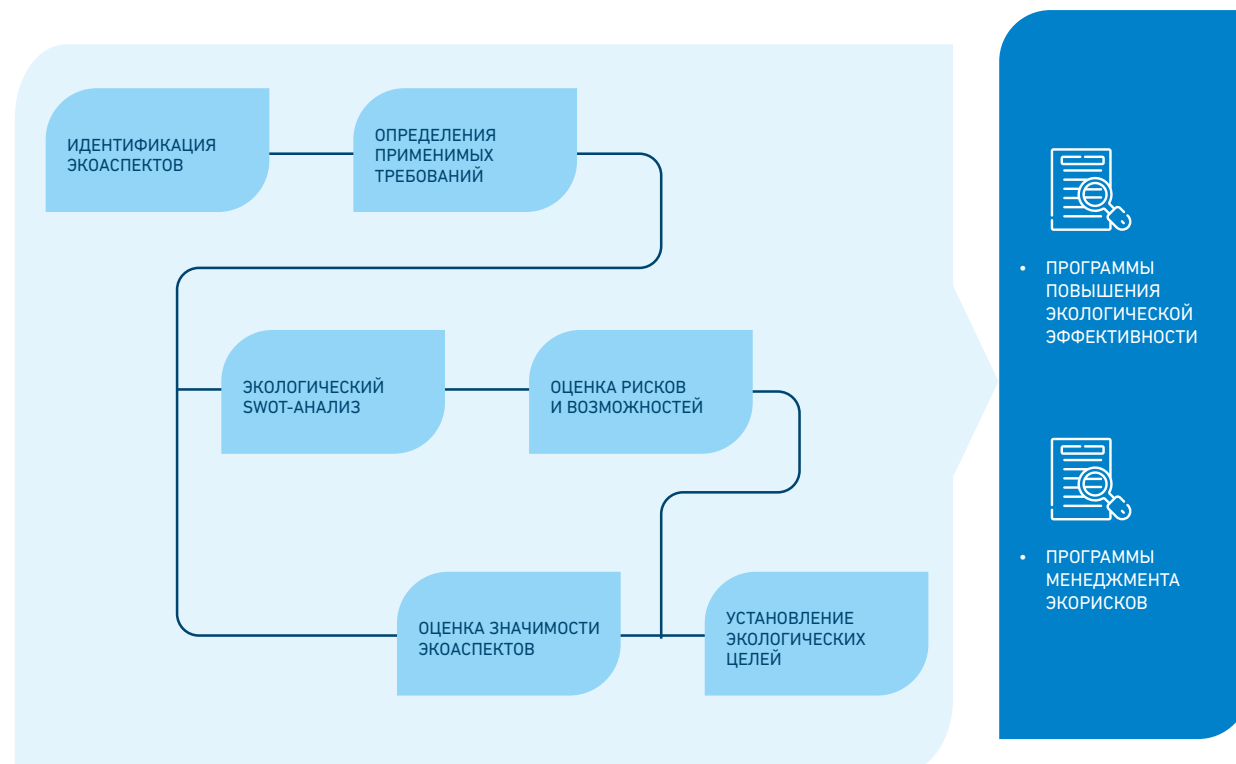 ИДЕНТИФИКАЦИЯ
ЭКОАСПЕКТОВ
ОПРЕДЕЛЕНИЯ
ПРИМЕНИМЫХ
ТРЕБОВАНИЙ
ЭКОЛОГИЧЕСКИЙ
SWOT-АНАЛИЗ
ОЦЕНКА РИСКОВ
И ВОЗМОЖНОСТЕЙ
ОЦЕНКА ЗНАЧИМОСТИ
ЭКОАСПЕКТОВ
УСТАНОВЛЕНИЕ
ЭКОЛОГИЧЕСКИХ
ЦЕЛЕЙ
• ПРОГРАММЫ
ПОВЫШЕНИЯ
ЭКОЛОГИЧЕСКОЙ
ЭФФЕКТИВНОСТИ
• ПРОГРАММЫ
МЕНЕДЖМЕНТА
ЭКОРИСКОВ